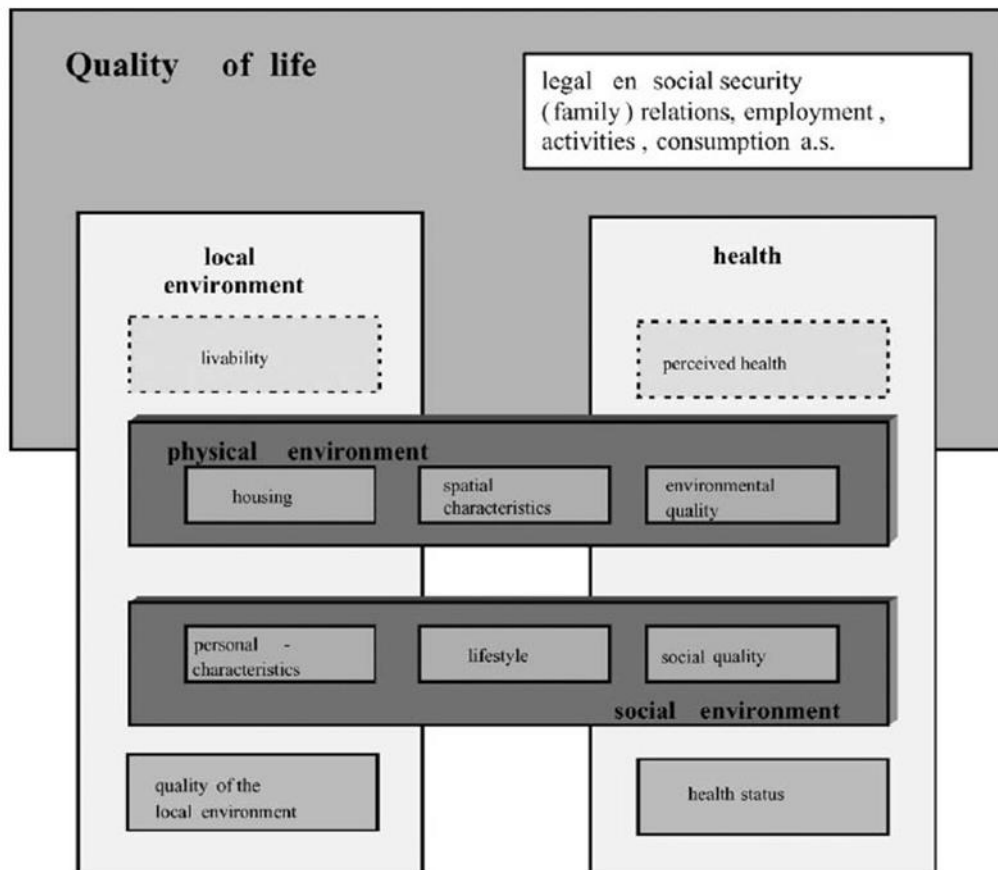 Quality of life
legal en social security
(family) relations, employment,
activities, consumption a.s.
local
environment
health
livability
perceived health
physical environment
housing
spatial
characteristics
environmental
quality
personal -
characteristics
lifestyle
social quality
social environment
quality of the
local environment
health status